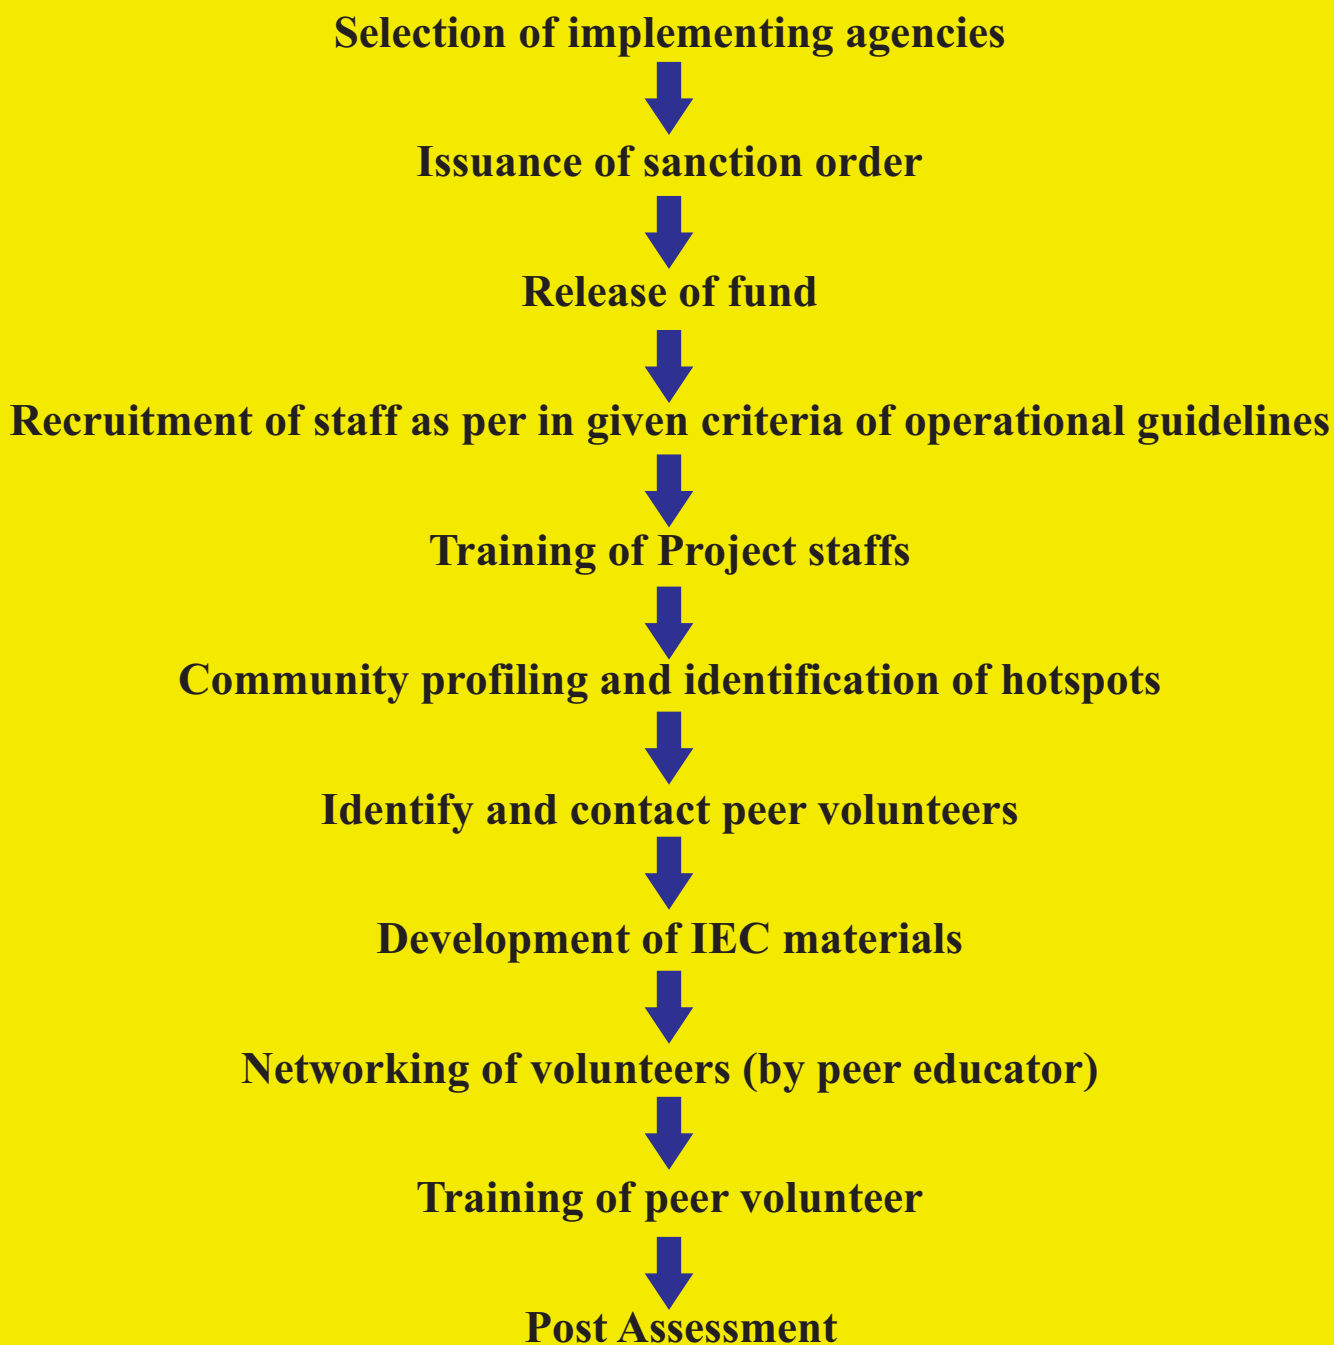 Selection of implementing agencies
Issuance of sanction order
Release of fund
Recruitment of staff as per in given criteria of operational guidelines
Training of Project staffs
Community profiling and identification of hotspots
Identify and contact peer volunteers
Development of IEC materials
Networking of volunteers (by peer educator)
Training of peer volunteer
Post Assessment